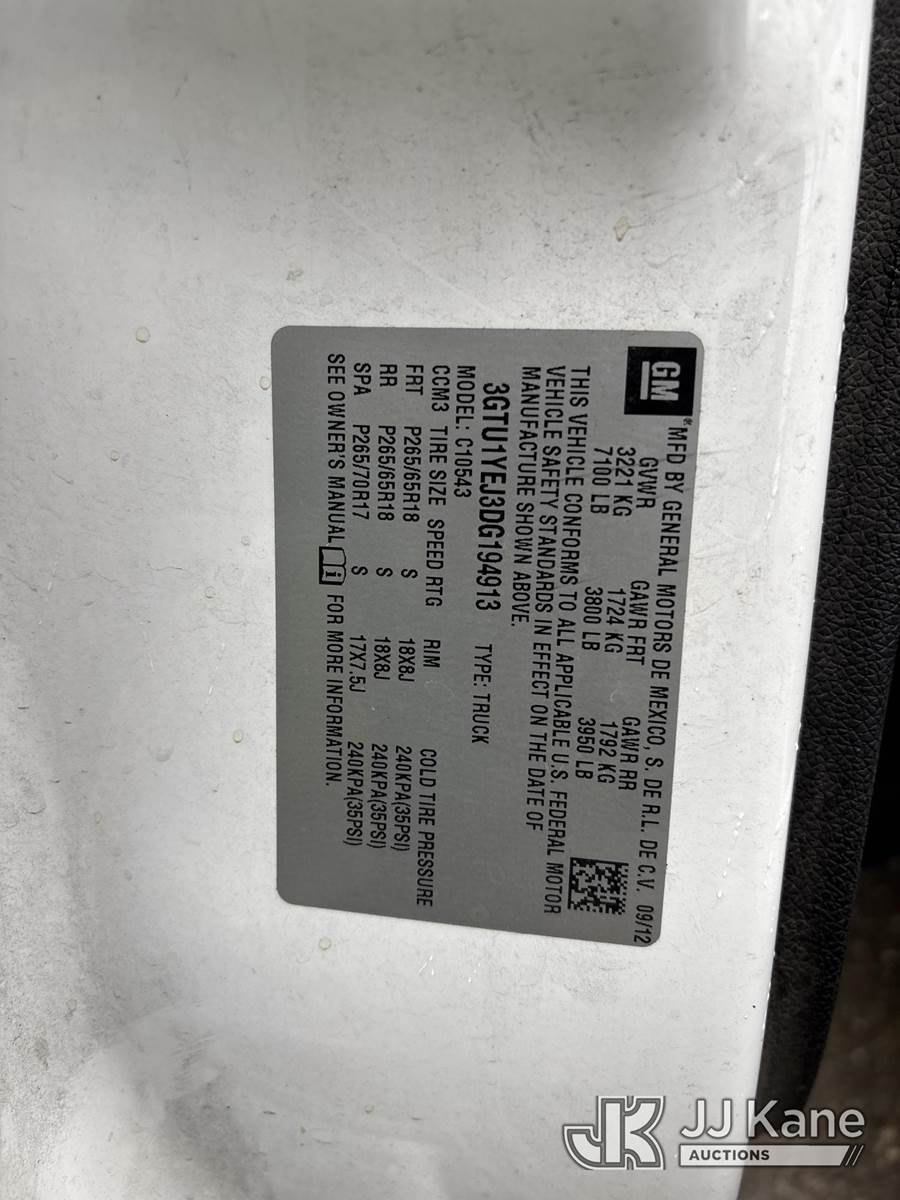 GM
*MFD BY GENERAL MOTORS DE MEXICO, S. DE R.L. DE C.V. 09/12
GVWR GAWR FRT GAWR RR
3221 KG 1724 KG 1792 KG
7100 LB 3800 LB 3950 LB
THIS VEHICLE CONFORMS TO ALL APPLICABLE U.S. FEDERAL MOTOR
VEHICLE SAFETY STANDARDS IN EFFECT ON THE DATE OF
MANUFACTURE SHOWN ABOVE.
3GTU1YEJ3DG194913 TYPE: TRUCK
MODEL: C10543
CCM3 TIRE SIZE SPEED RTG RIM COLD TIRE PRESSURE
FRT P265/65R18 S 18X8J 240KPA(35PSI)
RR P265/65R18 S 18X8J 240KPA(35PSI)
SPA P265/70R17 S 17X7.5J 240KPA(35PSI)
SEE OWNER'S MANUAL FOR MORE INFORMATION.
JK JJ Kane
AUCTIONS